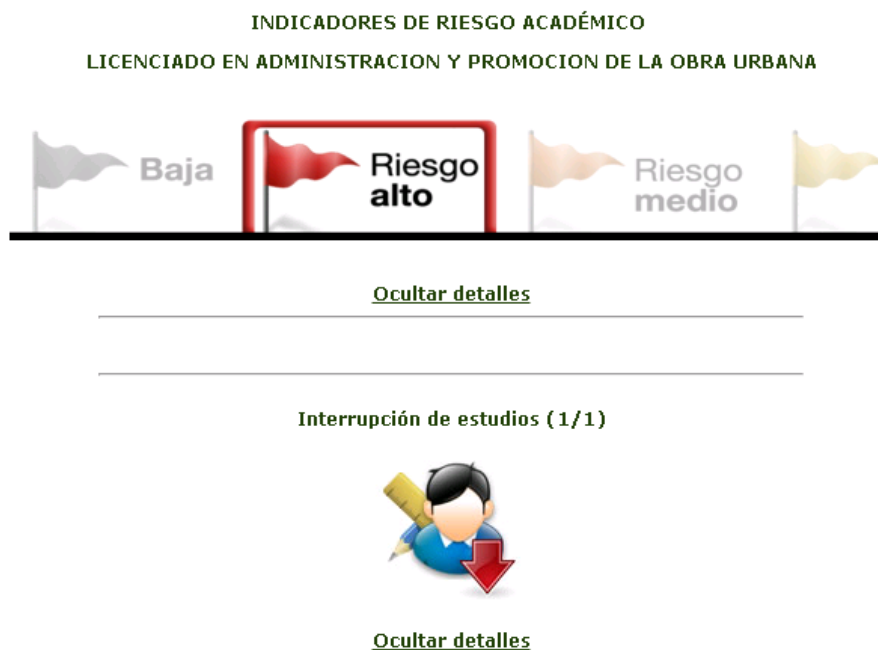 INDICADORES DE RIESGO ACADÉMICO
LICENCIADO EN ADMINISTRACION Y PROMOCION DE LA OBRA URBANA
Baja
Riesgo
alto
Riesgo
medio
Ocultar detalles
Interrupción de estudios (1/1)
Ocultar detalles